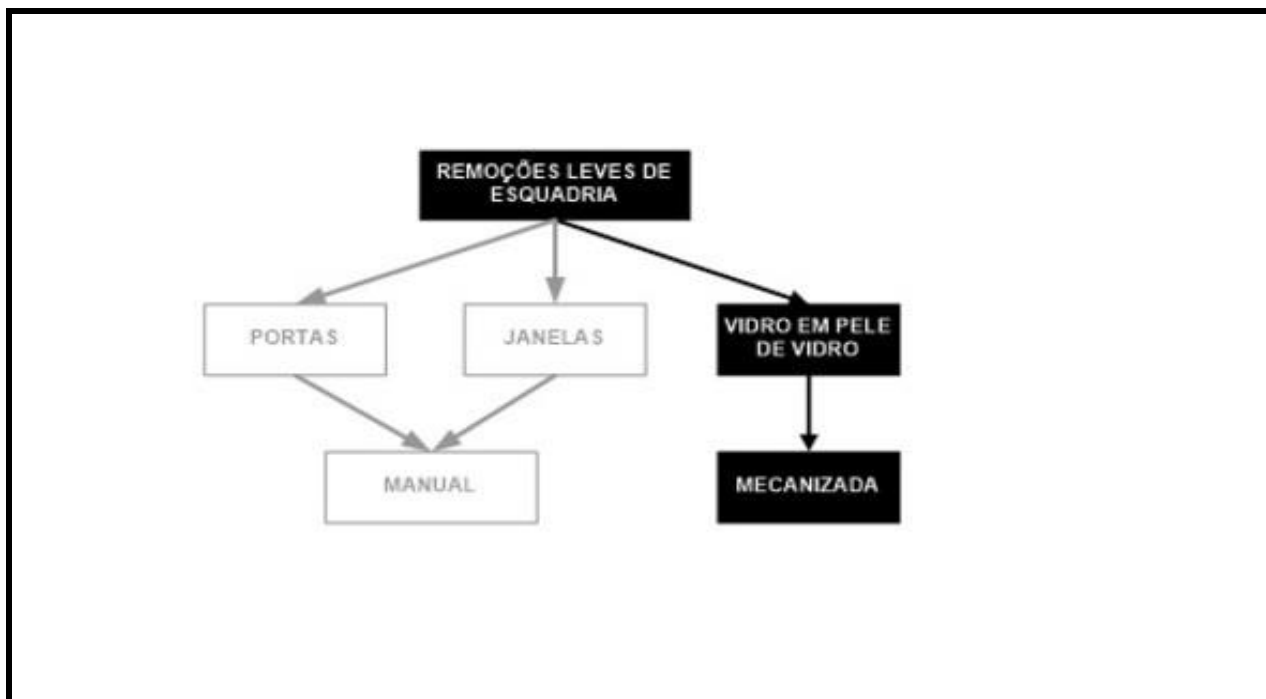 REMOÇÕES LEVES DE
ESQUADRIA
PORTAS
JANELAS
VIDRO EM PELE
DE VIDRO
MANUAL
MECANIZADA